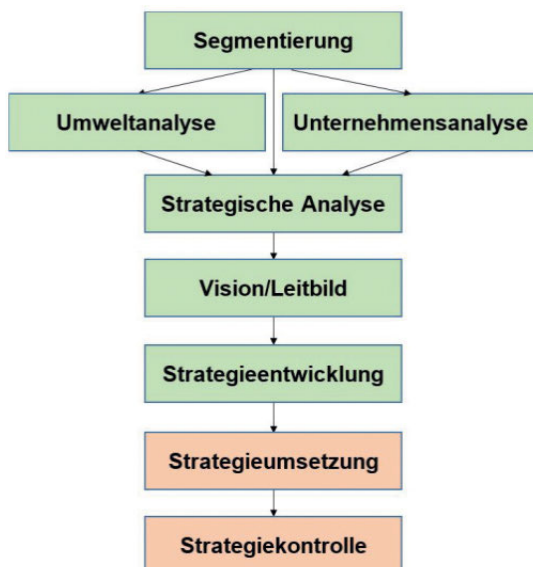 Segmentierung
Umweltanalyse
Unternehmensanalyse
Strategische Analyse
Vision/Leitbild
Strategieentwicklung
Strategieumsetzung
Strategiekontrolle